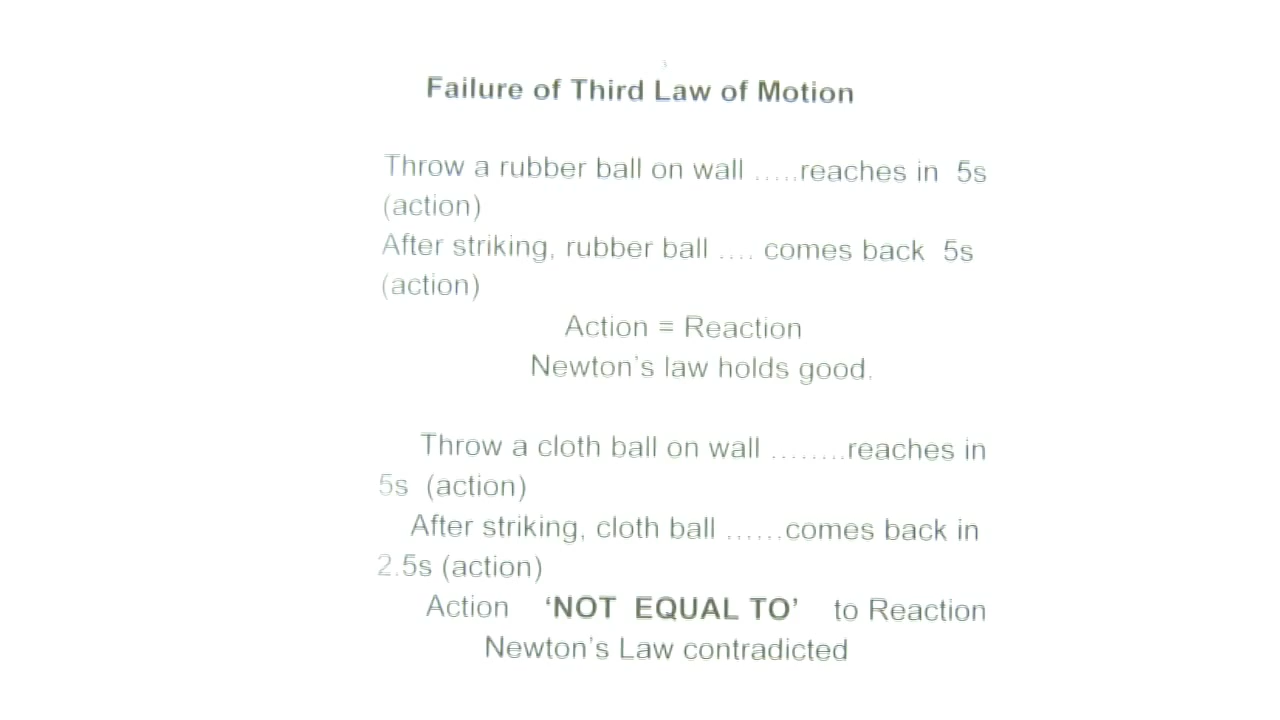 Failure of Third Law of Motion
Throw a rubber ball on wall .....reaches in 5s
(action)
After striking, rubber ball .... comes back 5s
(action)
Action = Reaction
Newton's law holds good.
Throw a cloth ball on wall ........reaches in
5s (action)
After striking, cloth ball ......comes back in
2.5s (action)
Action 'NOT EQUAL TO' to Reaction
Newton's Law contradicted